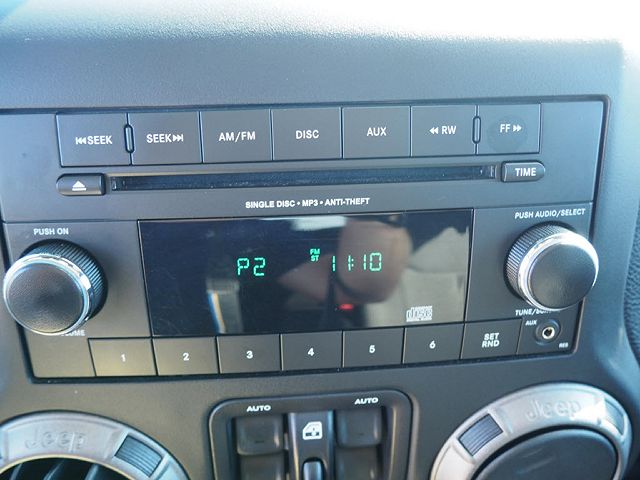 SEEK SEEK AM/FM DISC AUX RW FF
TIME
SINGLE DISC • MP3 • ANTI-THEFT
PUSH ON
PUSH AUDIO/SELECT
FM
ST
P2 11:10
disc
TUNE/
AUX
1 2 3 4 5 6 SET RND
AUTO AUTO
Jeep Jeep